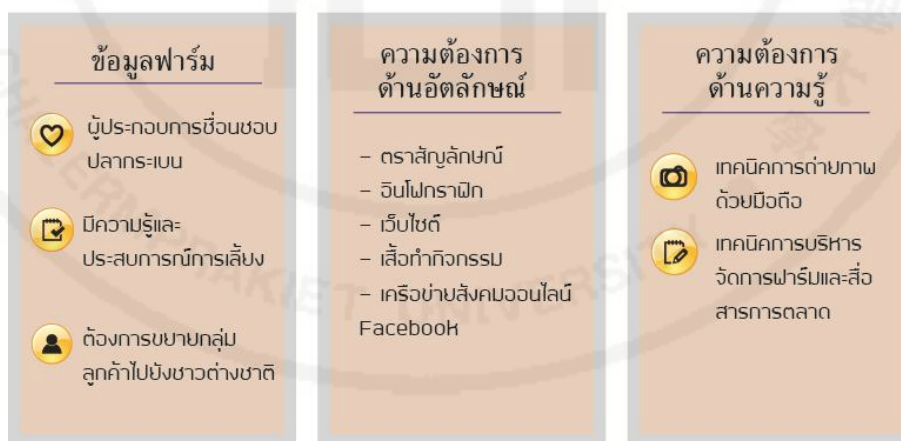 ข้อมูลฟาร์ม
ผู้ประกอบการชื่อนชอบ
ปลากระเบน
มีความรู้และ
ประสบการณ์การเลี้ยง
ต้องการขยายกลุ่ม
ลูกค้าไปยังชาวต่างชาติ
ความต้องการ
ด้านอัตลักษณ์
– ตราสัญลักษณ์
– อินโฟกราฟิก
– เว็บไซต์
– เสื้อทำกิจกรรม
– เครือข่ายสังคมออนไลน์
Facebook
ความต้องการ
ด้านความรู้
เทคนิคการถ่ายภาพ
ด้วยมือถือ
เทคนิคการบริหาร
จัดการฟาร์มและสื่อ
สารการตลาด